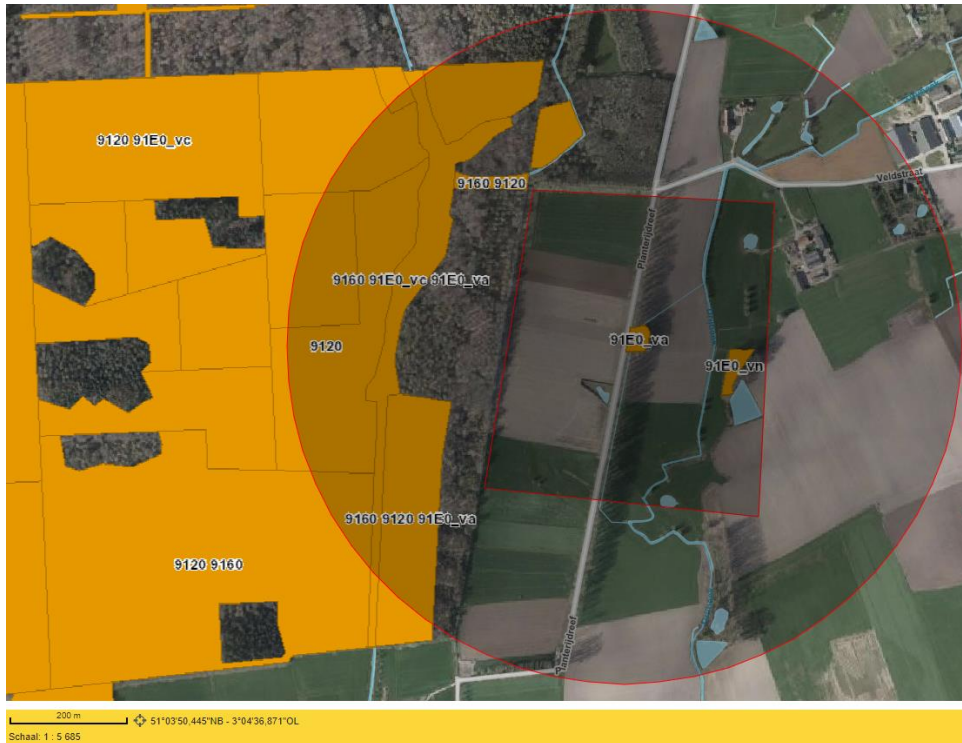 9120 91E0_vc
Veldstraat
9160 9120
Planterijdreef
9160 91E0_vc 91E0_va
91E0_va
9120
91E0_vn
9160 9120 91E0_va
9120 9160
Planterijdreef
200 m
51°03'50,445"NB - 3°04'36,871"OL
Schaal: 1 : 5 685